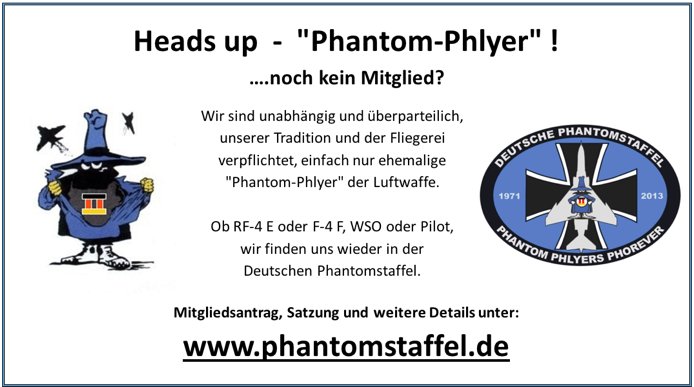 Heads up - "Phantom-Phlyer" !
....noch kein Mitglied?
Wir sind unabhängig und überparteilich,
unserer Tradition und der Fliegerei
verpflichtet, einfach nur ehemalige
"Phantom-Phlyer" der Luftwaffe.
Ob RF-4 E oder F-4 F, WSO oder Pilot,
wir finden uns wieder in der
Deutschen Phantomstaffel.
DEUTSCHE PHANTOMSTAFFEL
1971
2013
PHANTOM PHLYERS PHOREVER
Mitgliedsantrag, Satzung und weitere Details unter:
www.phantomstaffel.de